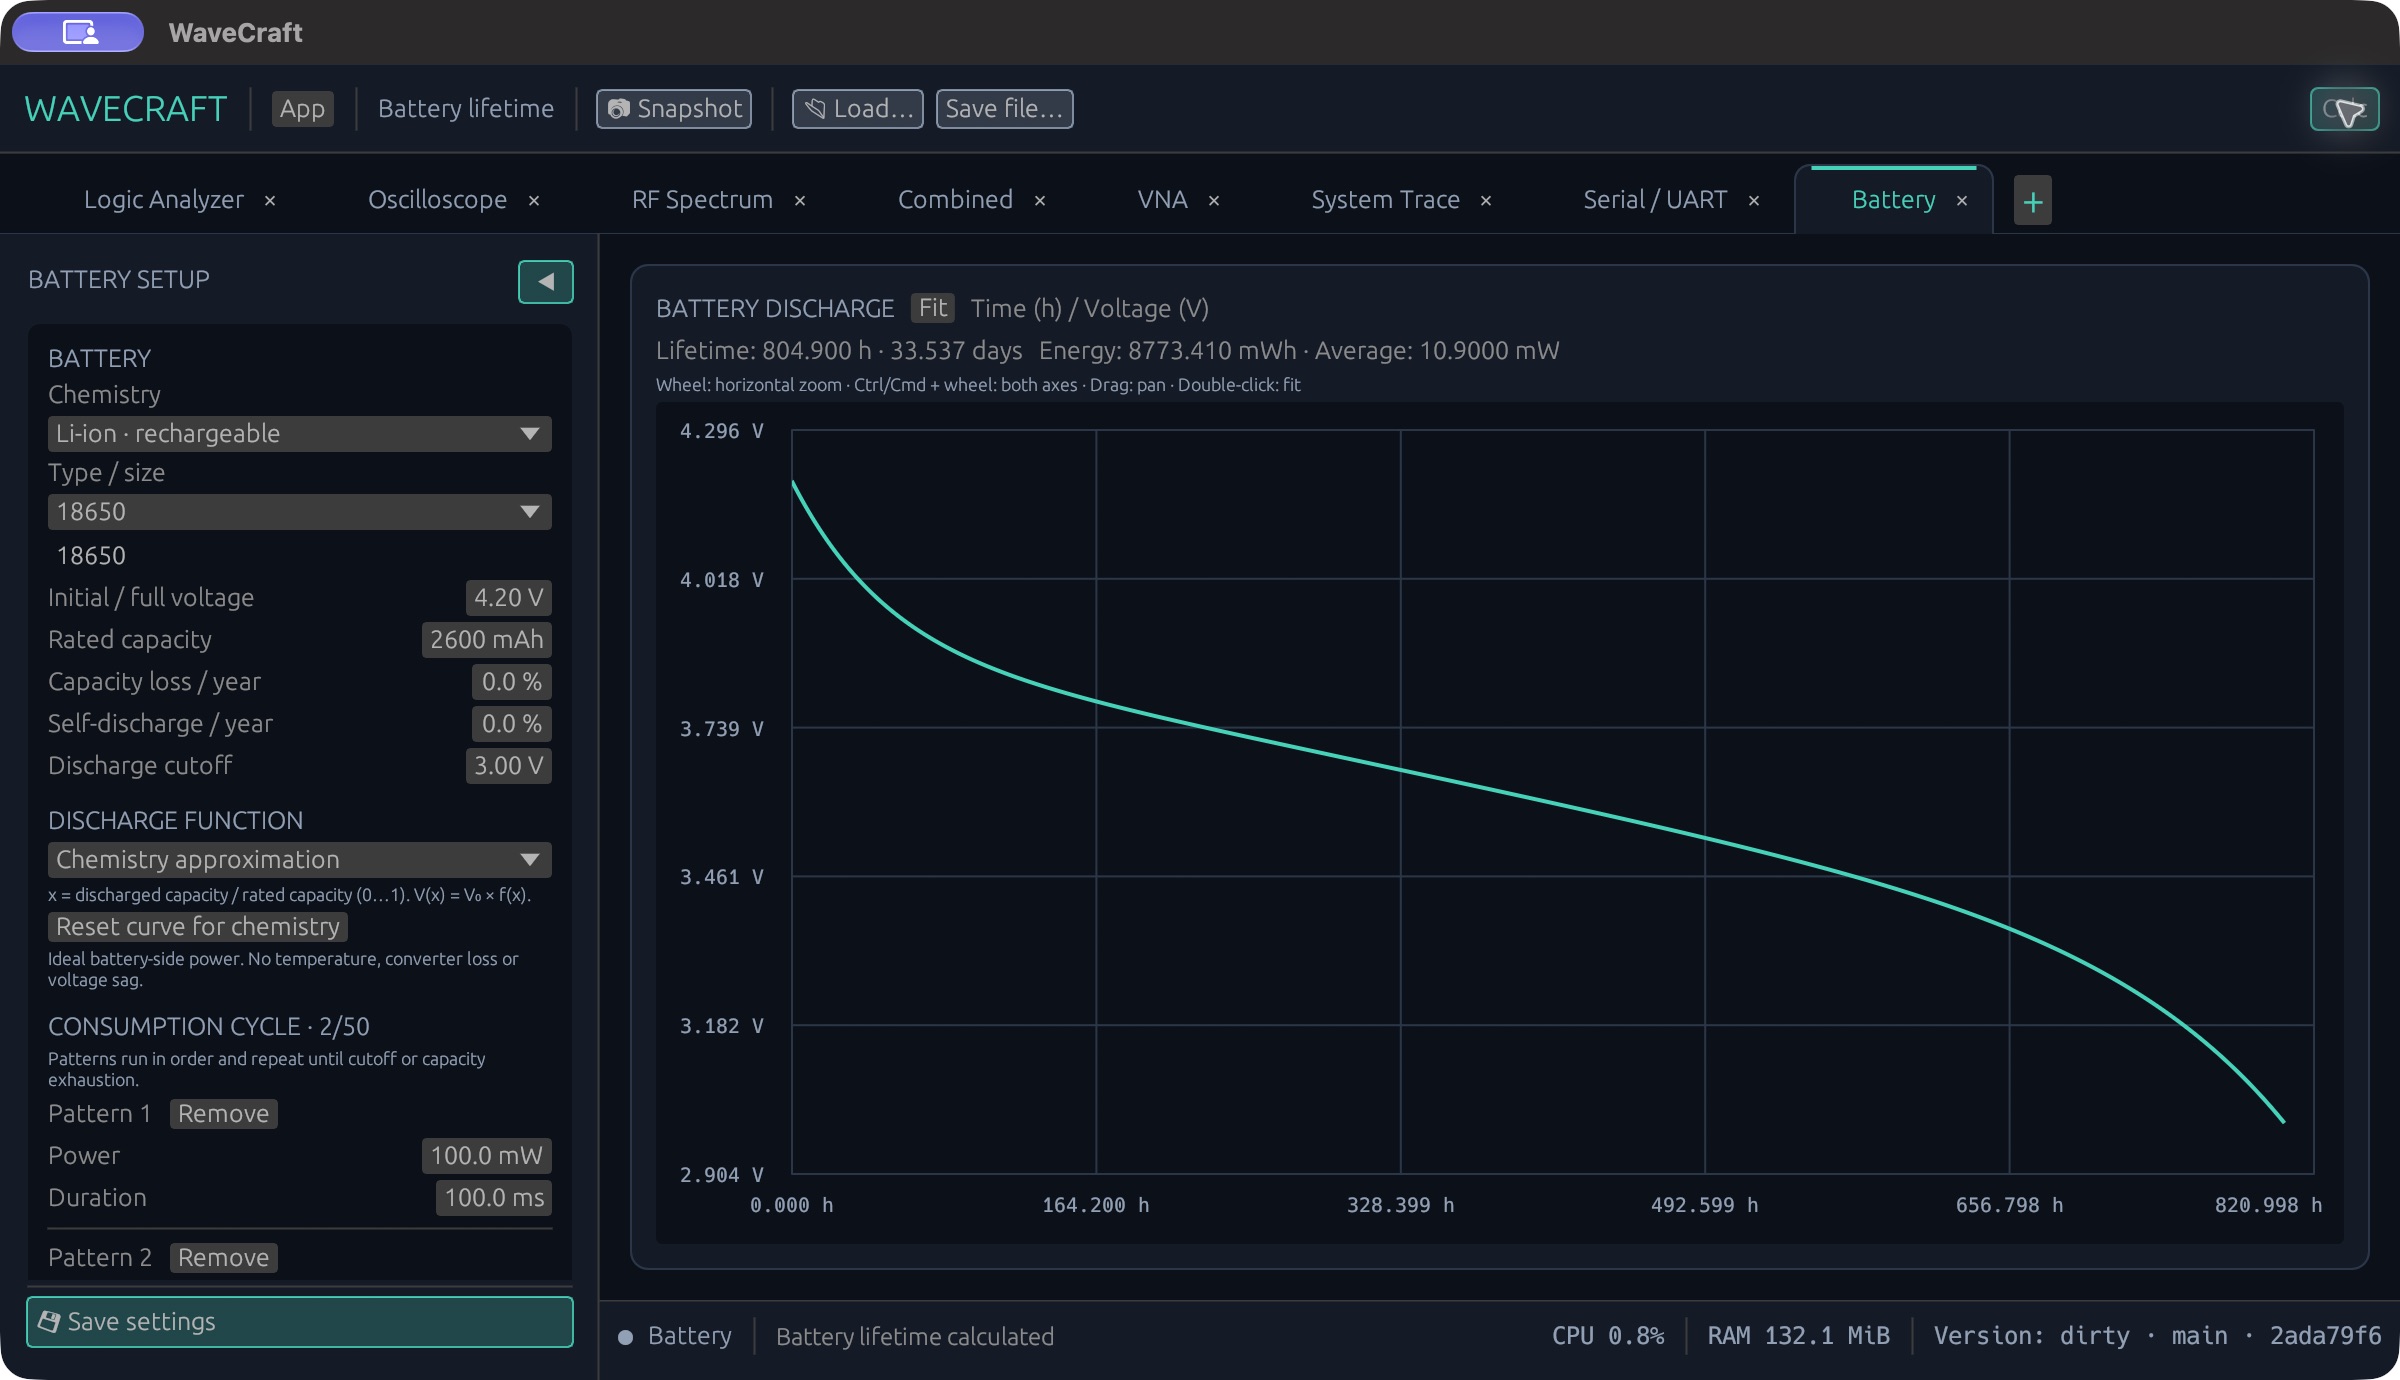 WaveCraft
WAVECRAFT App Battery lifetime Snapshot Load... Save file...
Logic Analyzer × Oscilloscope × RF Spectrum × Combined × VNA × System Trace × Serial / UART × Battery × +
BATTERY SETUP
BATTERY
Chemistry
Li-ion · rechargeable
Type / size
18650
18650
Initial / full voltage 4.20 V
Rated capacity 2600 mAh
Capacity loss / year 0.0 %
Self-discharge / year 0.0 %
Discharge cutoff 3.00 V
DISCHARGE FUNCTION
Chemistry approximation
x = discharged capacity / rated capacity (0...1). V(x) = V₀ × f(x).
Reset curve for chemistry
Ideal battery-side power. No temperature, converter loss or
voltage sag.
CONSUMPTION CYCLE · 2/50
Patterns run in order and repeat until cutoff or capacity
exhaustion.
Pattern 1 Remove
Power 100.0 mW
Duration 100.0 ms
Pattern 2 Remove
Save settings
BATTERY DISCHARGE Fit Time (h) / Voltage (V)
Lifetime: 804.900 h · 33.537 days Energy: 8773.410 mWh · Average: 10.9000 mW
Wheel: horizontal zoom · Ctrl/Cmd + wheel: both axes · Drag: pan · Double-click: fit
4.296 V
4.018 V
3.739 V
3.461 V
3.182 V
2.904 V
0.000 h 164.200 h 328.399 h 492.599 h 656.798 h 820.998 h
Battery Battery lifetime calculated CPU 0.8% RAM 132.1 MiB Version: dirty · main · 2ada79f6